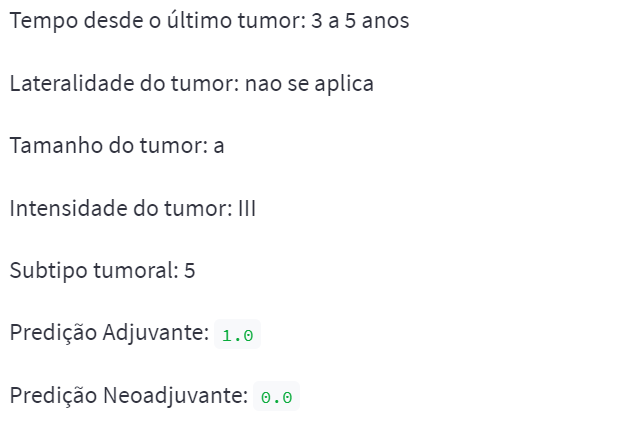 Tempo desde o último tumor: 3 a 5 anos
Lateralidade do tumor: nao se aplica
Tamanho do tumor: a
Intensidade do tumor: III
Subtipo tumoral: 5
Predição Adjuvante: 1.0
Predição Neoadjuvante: 0.0